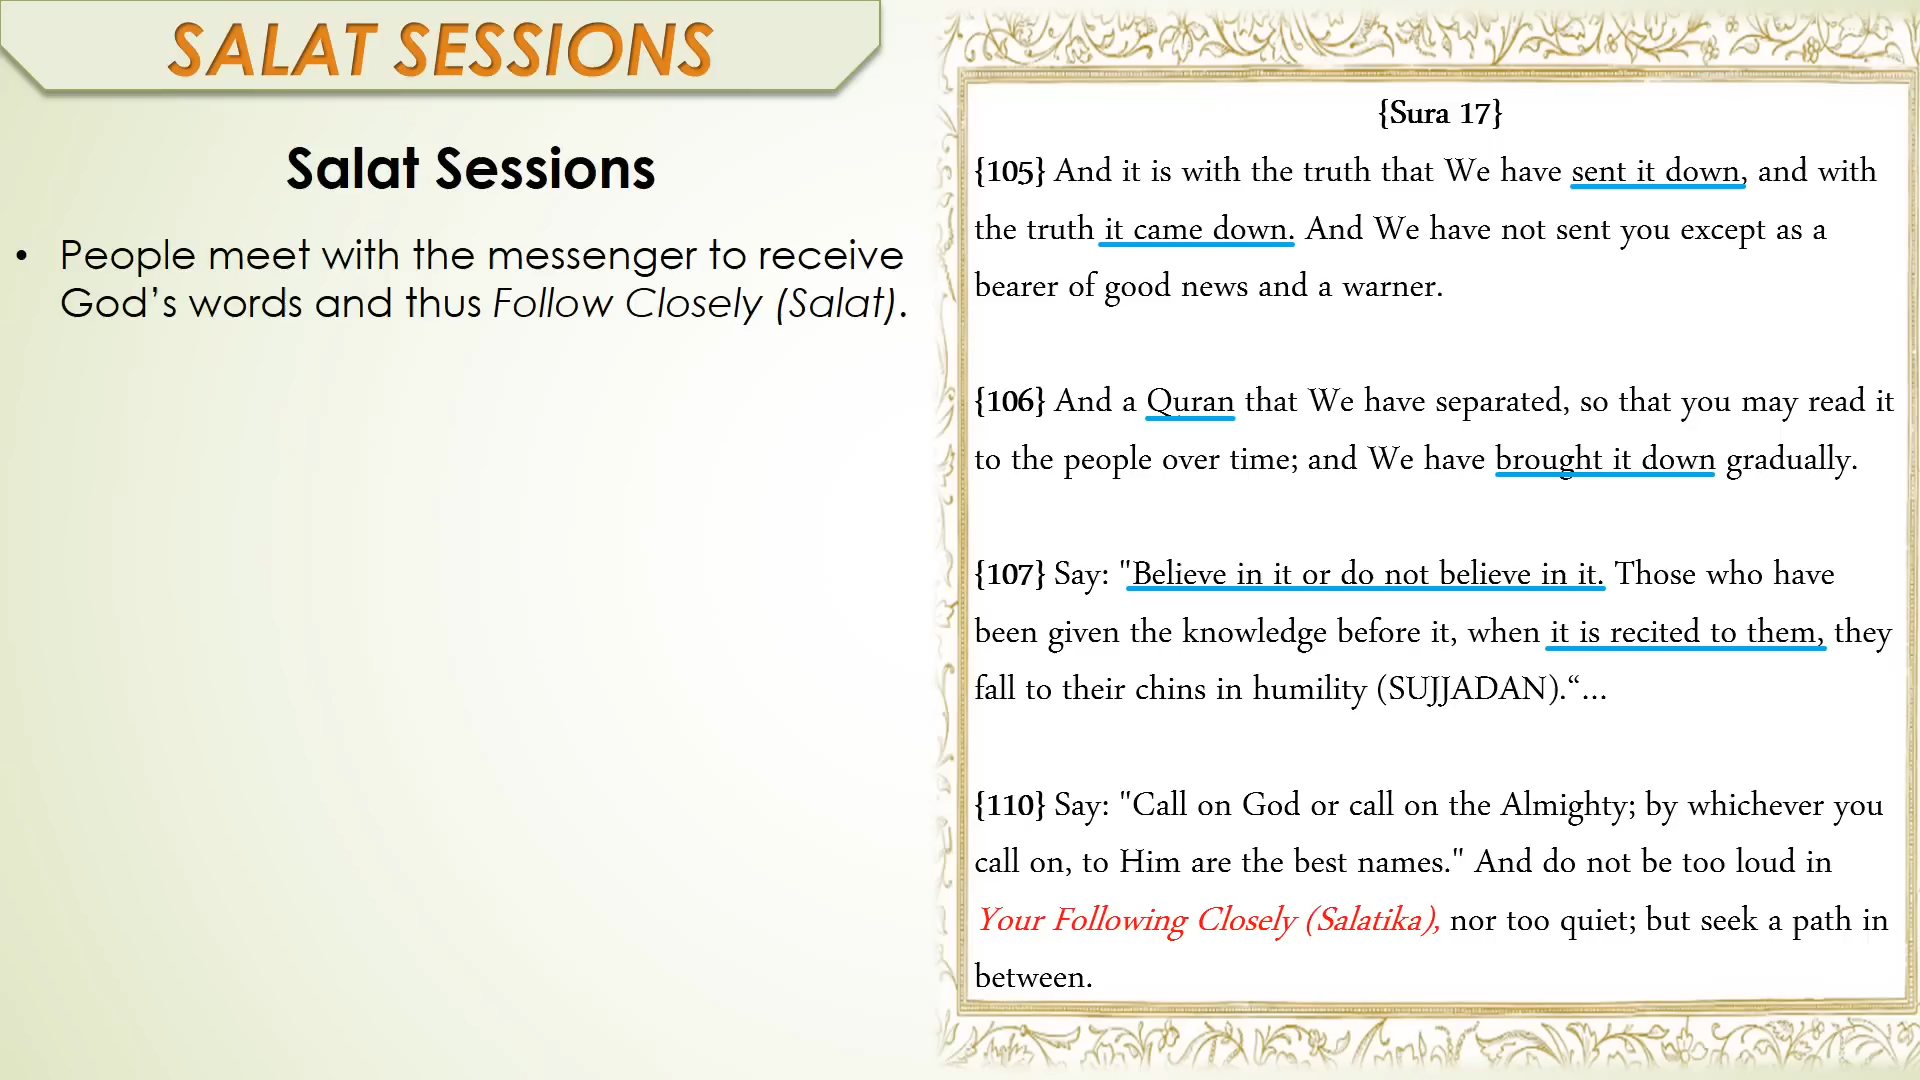 SALAT SESSIONS
Salat Sessions
• People meet with the messenger to receive
God’s words and thus Follow Closely (Salat).
{Sura 17}
{105} And it is with the truth that We have sent it down, and with
the truth it came down. And We have not sent you except as a
bearer of good news and a warner.
{106} And a Quran that We have separated, so that you may read it
to the people over time; and We have brought it down gradually.
{107} Say: "Believe in it or do not believe in it. Those who have
been given the knowledge before it, when it is recited to them, they
fall to their chins in humility (SUJJADAN).“...
{110} Say: "Call on God or call on the Almighty; by whichever you
call on, to Him are the best names." And do not be too loud in
Your Following Closely (Salatika), nor too quiet; but seek a path in
between.